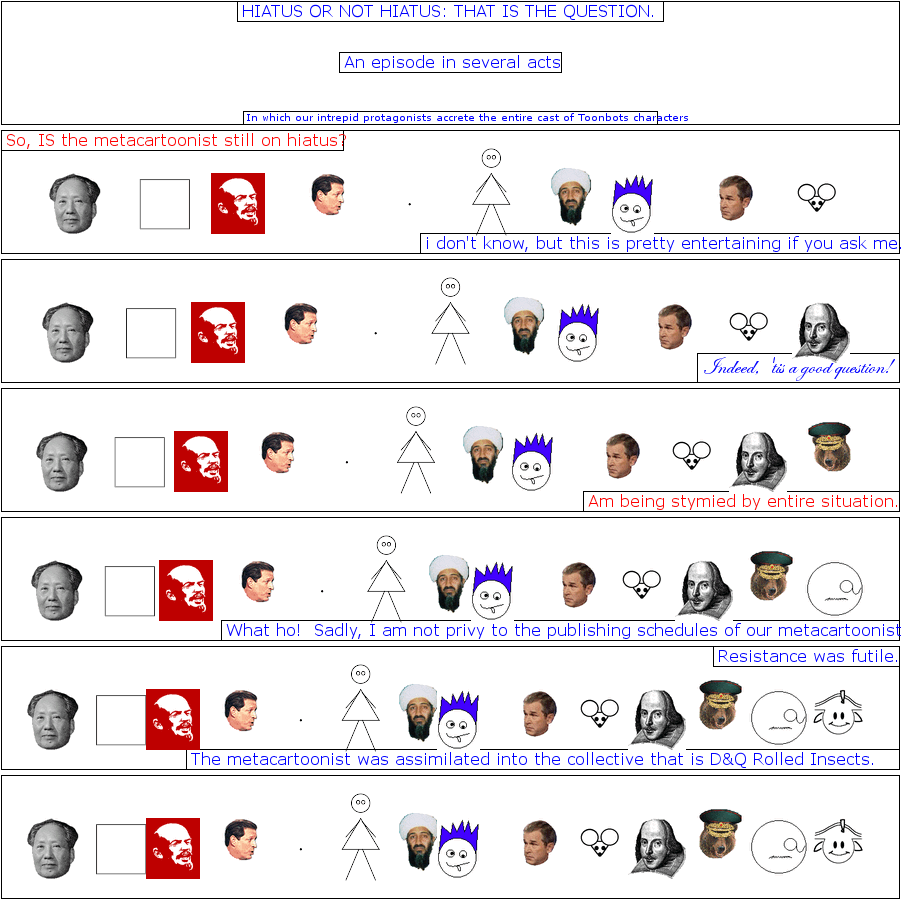 HIATUS OR NOT HIATUS: THAT IS THE QUESTION.
An episode in several acts
In which our intrepid protagonists accrete the entire cast of Toonbots characters
So, IS the metacartoonist still on hiatus?
i don't know, but this is pretty entertaining if you ask me.
Indeed, 'tis a good question!
Am being stymied by entire situation.
What ho!  Sadly, I am not privy to the publishing schedules of our metacartoonist
Resistance was futile.
The metacartoonist was assimilated into the collective that is D&Q Rolled Insects.